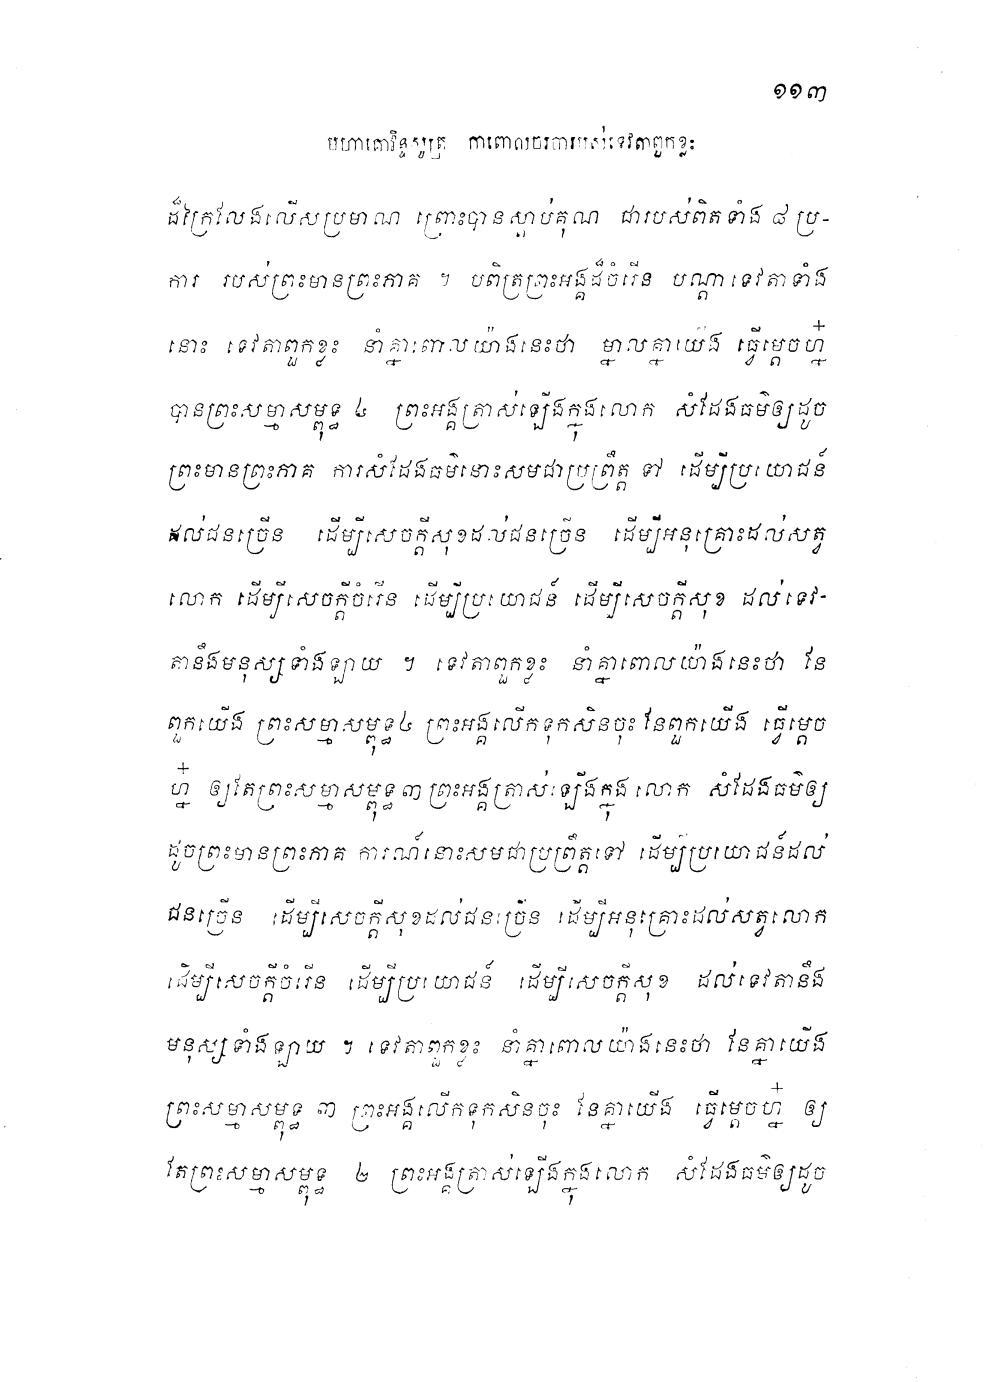 ១១៣
មហាគោវិន្ទសូត្រ ការពោលវាចារបស់ទេវតាពួកខ្លះ
ដ៏ក្រៃលែងលើសប្រមាណ ព្រោះបានស្តាប់គុណ ជារបស់ពិតទាំង ៨ ប្រ-
ការ របស់ព្រះមានព្រះភាគ ។ បពិត្រព្រះអង្គដ៏ចំរើន បណ្តាទេវតាទាំង
នោះ ទេវតាពួកខ្លះ នាំគ្នាពោលយ៉ាងនេះថា ម្នាលគ្នាយើង ធ្វើម្តេចហ្ន៎
បានព្រះសម្មាសម្ពុទ្ធ ៤ ព្រះអង្គត្រាស់ឡើងក្នុងលោក សំដែងធម៌ឲ្យដូច
ព្រះមានព្រះភាគ ការសំដែងធម៌នោះសមជាប្រព្រឹត្ត ទៅ ដើម្បីប្រយោជន៍
ដល់ជនច្រើន ដើម្បីសេចក្តីសុខដល់ជនច្រើន ដើម្បីអនុគ្រោះដល់សត្វ
លោក ដើម្បីសេចក្តីចំរើន ដើម្បីប្រយោជន៍ ដើម្បីសេចក្តីសុខ ដល់ទេវ-
តានឹងមនុស្សទាំងឡាយ ។ ទេវតាពួកខ្លះ នាំគ្នាពោលយ៉ាងនេះថា នែ
ពួកយើង ព្រះសម្មាសម្ពុទ្ធ ៤ ព្រះអង្គលើកទុកសិនចុះ នែពួកយើង ធ្វើម្តេច
ហ្ន៎ ឲ្យតែព្រះសម្មាសម្ពុទ្ធ ៣ ព្រះអង្គត្រាស់ឡើងក្នុង លោក សំដែងធម៌ឲ្យ
ដូចព្រះមានព្រះភាគ ការណ៍នោះសមជាប្រព្រឹត្តទៅ ដើម្បីប្រយោជន៍ដល់
ជនច្រើន ដើម្បីសេចក្តីសុខដល់ជនច្រើន ដើម្បីអនុគ្រោះដល់សត្វលោក
ដើម្បីសេចក្តីចំរើន ដើម្បីប្រយោជន៍ ដើម្បីសេចក្តីសុខ ដល់ទេវតានឹង
មនុស្សទាំងឡាយ ។ ទេវតាពួកខ្លះ នាំគ្នាពោលយ៉ាងនេះថា នែគ្នាយើង
ព្រះសម្មាសម្ពុទ្ធ ៣ ព្រះអង្គលើកទុកសិនចុះ នែគ្នាយើង ធ្វើម្តេចហ្ន៎ ឲ្យ
តែព្រះសម្មាសម្ពុទ្ធ ២ ព្រះអង្គត្រាស់ឡើងក្នុងលោក សំដែងធម៌ឲ្យដូច